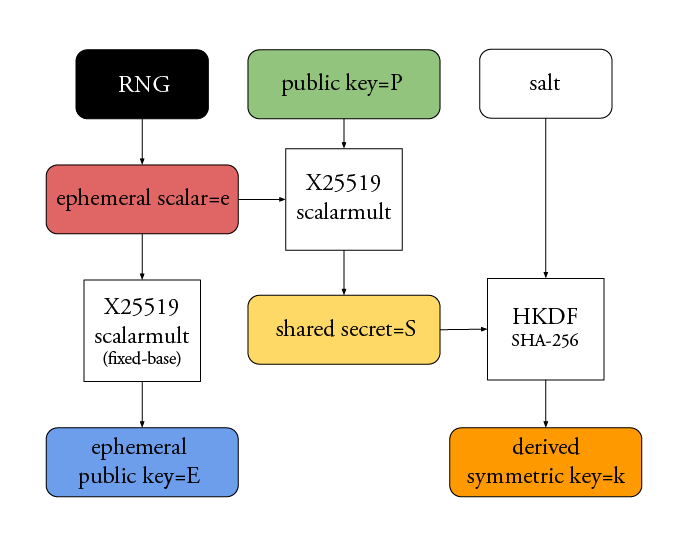 RNG
public key=P
salt
ephemeral scalar=e
X25519
scalarmult
X25519
scalarmult
(fixed-base)
shared secret=S
HKDF
SHA-256
ephemeral
public key=E
derived
symmetric key=k